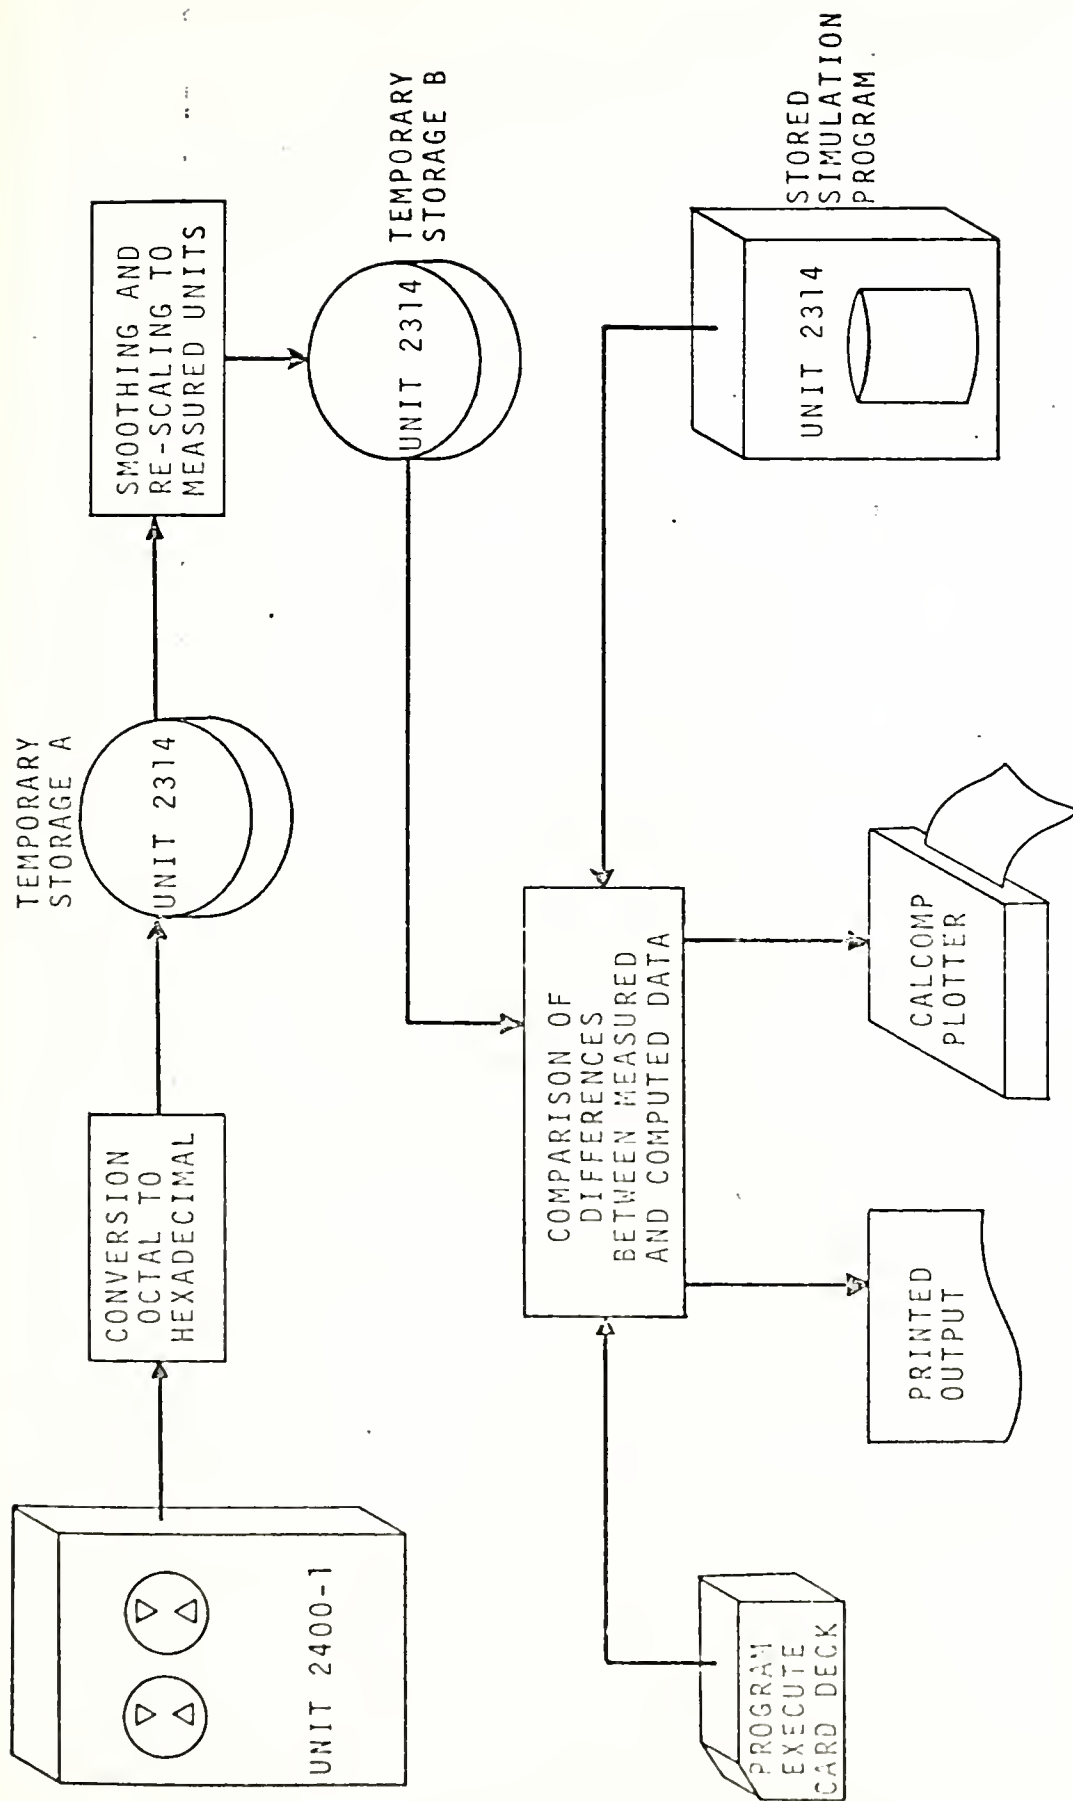 UNIT 2400-1
CONVERSION
OCTAL TO
HEXADECIMAL
TEMPORARY
STORAGE A
UNIT 2314
SMOOTHING AND
RE-SCALING TO
MEASURED UNITS
UNIT 2314
TEMPORARY
STORAGE B
PROGRAM
EXECUTE
CARD DECK
COMPARISON OF
DIFFERENCES
BETWEEN MEASURED
AND COMPUTED DATA
UNIT 2314
STORED
SIMULATION
PROGRAM
PRINTED
OUTPUT
CALCOMP
PLOTTER